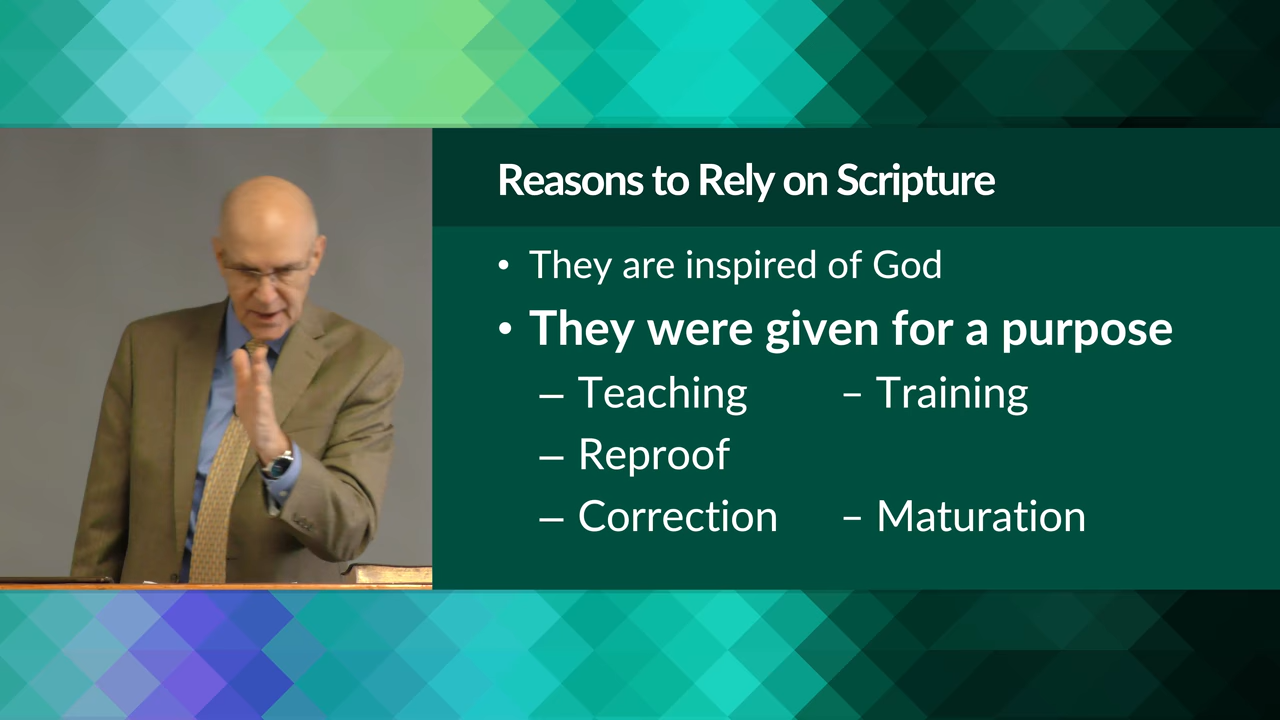 Reasons to Rely on Scripture
• They are inspired of God
• They were given for a purpose
– Teaching – Training
– Reproof
– Correction – Maturation